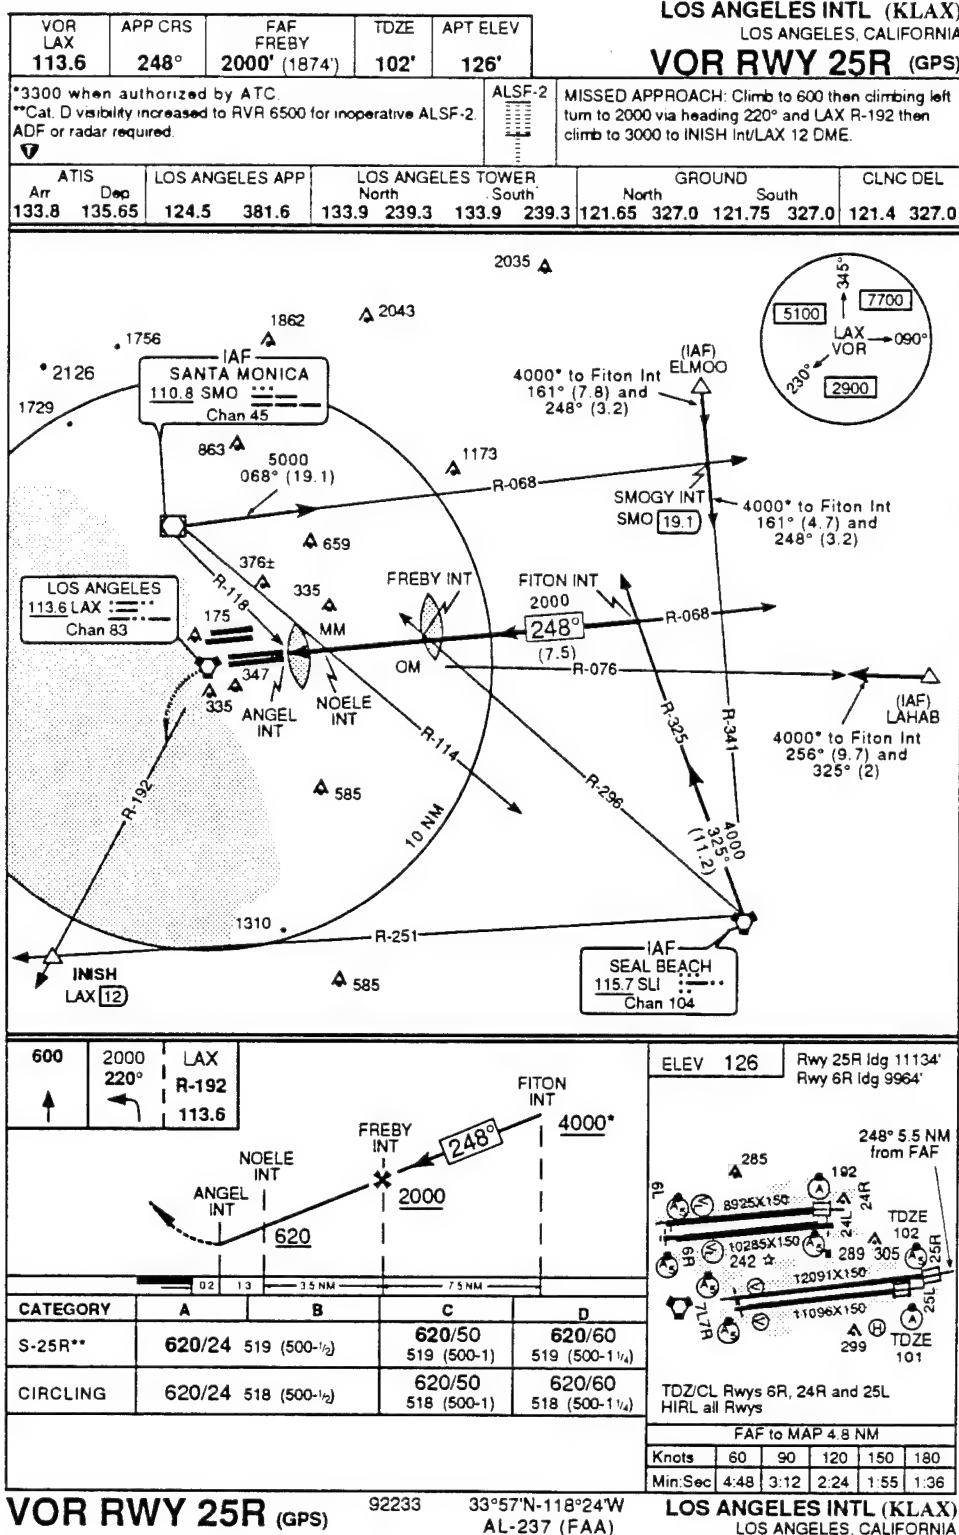 LOS ANGELES INTL (KLAX)
LOS ANGELES, CALIFORNIA
VOR RWY 25R (GPS)
VOR
LAX
113.6
APP CRS
248°
FAF
FREBY
2000' (1874')
TDZE
102'
APT ELEV
126'
*3300 when authorized by ATC.
**Cat. D visibility increased to RVR 6500 for inoperative ALSF-2.
ADF or radar required.
T
ALSF-2
MISSED APPROACH: Climb to 600 then climbing left
turn to 2000 via heading 220° and LAX R-192 then
climb to 3000 to INISH Int/LAX 12 DME.
ATIS
Arr Dep
133.8 135.65
LOS ANGELES APP
124.5 381.6
LOS ANGELES TOWER
North South
133.9 239.3 133.9 239.3
GROUND
North South
121.65 327.0 121.75 327.0
CLNC DEL
121.4 327.0
2035
2043
1862
1756
2126
1729
IAF
SANTA MONICA
110.8 SMO
Chan 45
863
5000
068° (19.1)
1173
R-068
(IAF)
ELMOO
4000* to Fiton Int
161° (7.8) and
248° (3.2)
345°
5100
7700
LAX
VOR
090°
230°
2900
SMOGY INT
SMO 19.1
4000* to Fiton Int
161° (4.7) and
248° (3.2)
659
376±
335
R-118
LOS ANGELES
113.6 LAX
Chan 83
175
MM
FREBY INT
FITON INT
2000
248°
(7.5)
R-068
OM
R-076
347
335
ANGEL
INT
NOELE
INT
(IAF)
LAHAB
4000* to Fiton Int
256° (9.7) and
325° (2)
R-325
R-341
R-114
R-296
R-192
585
10 NM
4000
325°
(11.2)
1310
R-251
INISH
LAX 12
585
IAF
SEAL BEACH
115.7 SLI
Chan 104
600
2000
220°
LAX
R-192
113.6
FITON
INT
4000*
248°
FREBY
INT
2000
NOELE
INT
620
ANGEL
INT
0.2 1.3 3.5 NM 7.5 NM
CATEGORY A B C D
S-25R** 620/24 519 (500-½) 620/50 519 (500-1) 620/60 519 (500-1¼)
CIRCLING 620/24 518 (500-½) 620/50 518 (500-1) 620/60 518 (500-1¼)
ELEV 126
Rwy 25R ldg 11134'
Rwy 6R ldg 9964'
248° 5.5 NM
from FAF
285
192
6L
8925X150
24R
24L
TDZE
102
6R
10285X150
242
289
305
25R
12091X150
7L
7R
11096X150
25L
299
H
TDZE
101
TDZ/CL Rwys 6R, 24R and 25L
HIRL all Rwys
FAF to MAP 4.8 NM
Knots 60 90 120 150 180
Min:Sec 4:48 3:12 2:24 1:55 1:36
VOR RWY 25R (GPS)
92233
33°57'N-118°24'W
AL-237 (FAA)
LOS ANGELES INTL (KLAX)
LOS ANGELES, CALIFORNIA